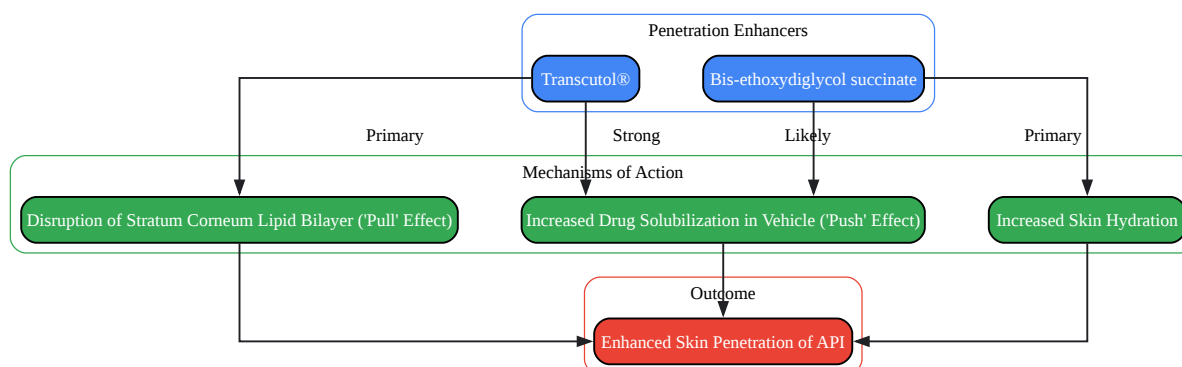 Penetration Enhancers
Transcutol®
Bis-ethoxydiglycol succinate
Primary
Strong
Likely
Primary
Mechanisms of Action
Disruption of Stratum Corneum Lipid Bilayer ('Pull' Effect)
Increased Drug Solubilization in Vehicle ('Push' Effect)
Increased Skin Hydration
Outcome
Enhanced Skin Penetration of API